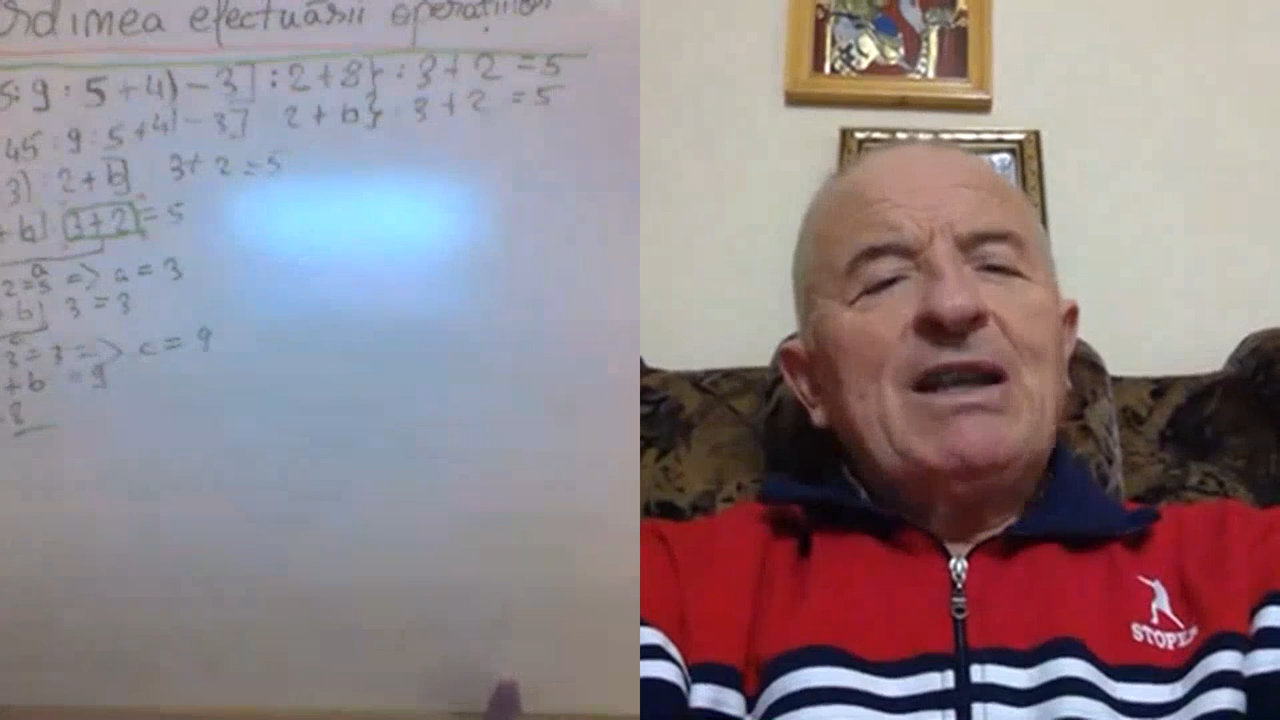 efectuării operațiilor
9 : 5 + 4) - 3] : 2 + 8} : 3 + 2 = 5
45 : 9 : 5 + 4) - 3] 2 + b} : 3 + 2 = 5
3) : 2 + b] 3 + 2 = 5
+ b] 3 + 2 = 5
a
2 = 5 => a = 3
b] 3 = 3
c
3 = 3 => c = 9
+ b = 9
8
STOPER